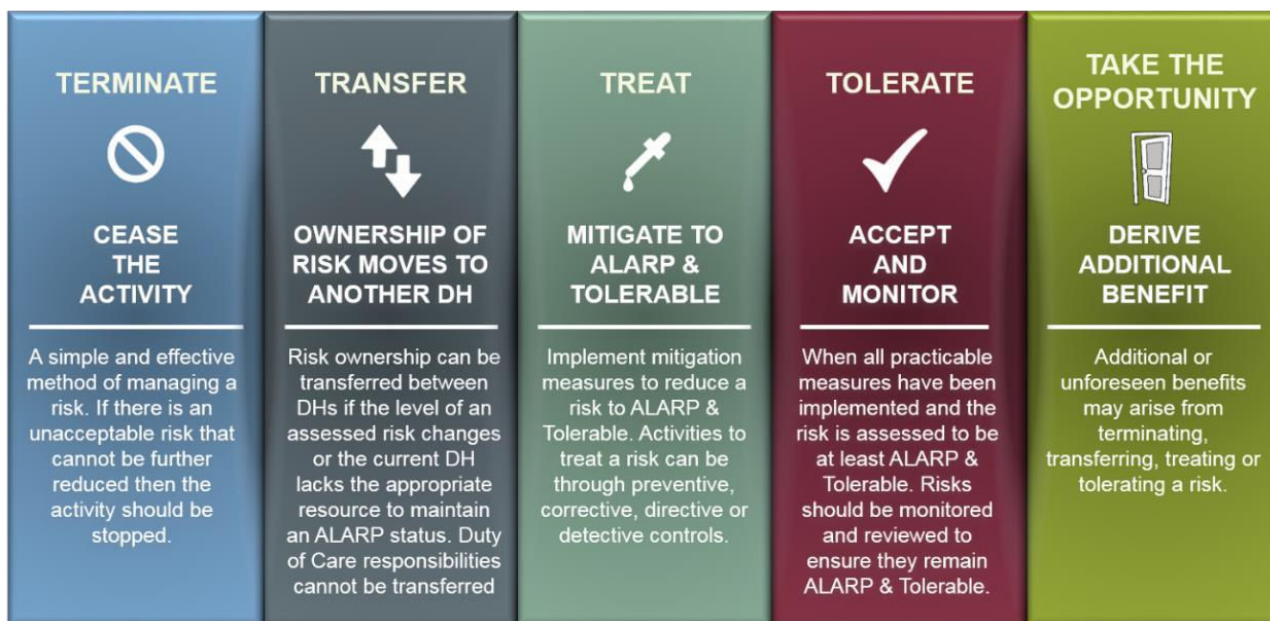 TERMINATE
CEASE
THE
ACTIVITY
A simple and effective
method of managing a
risk. If there is an
unacceptable risk that
cannot be further
reduced then the
activity should be
stopped.
TRANSFER
OWNERSHIP OF
RISK MOVES TO
ANOTHER DH
Risk ownership can be
transferred between
DHs if the level of an
assessed risk changes
or the current DH
lacks the appropriate
resource to maintain
an ALARP status. Duty
of Care responsibilities
cannot be transferred
TREAT
MITIGATE TO
ALARP &
TOLERABLE
Implement mitigation
measures to reduce a
risk to ALARP &
Tolerable. Activities to
treat a risk can be
through preventive,
corrective, directive or
detective controls.
TOLERATE
ACCEPT
AND
MONITOR
When all practicable
measures have been
implemented and the
risk is assessed to be
at least ALARP &
Tolerable. Risks
should be monitored
and reviewed to
ensure they remain
ALARP & Tolerable.
TAKE THE
OPPORTUNITY
DERIVE
ADDITIONAL
BENEFIT
Additional or
unforeseen benefits
may arise from
terminating,
transferring, treating or
tolerating a risk.